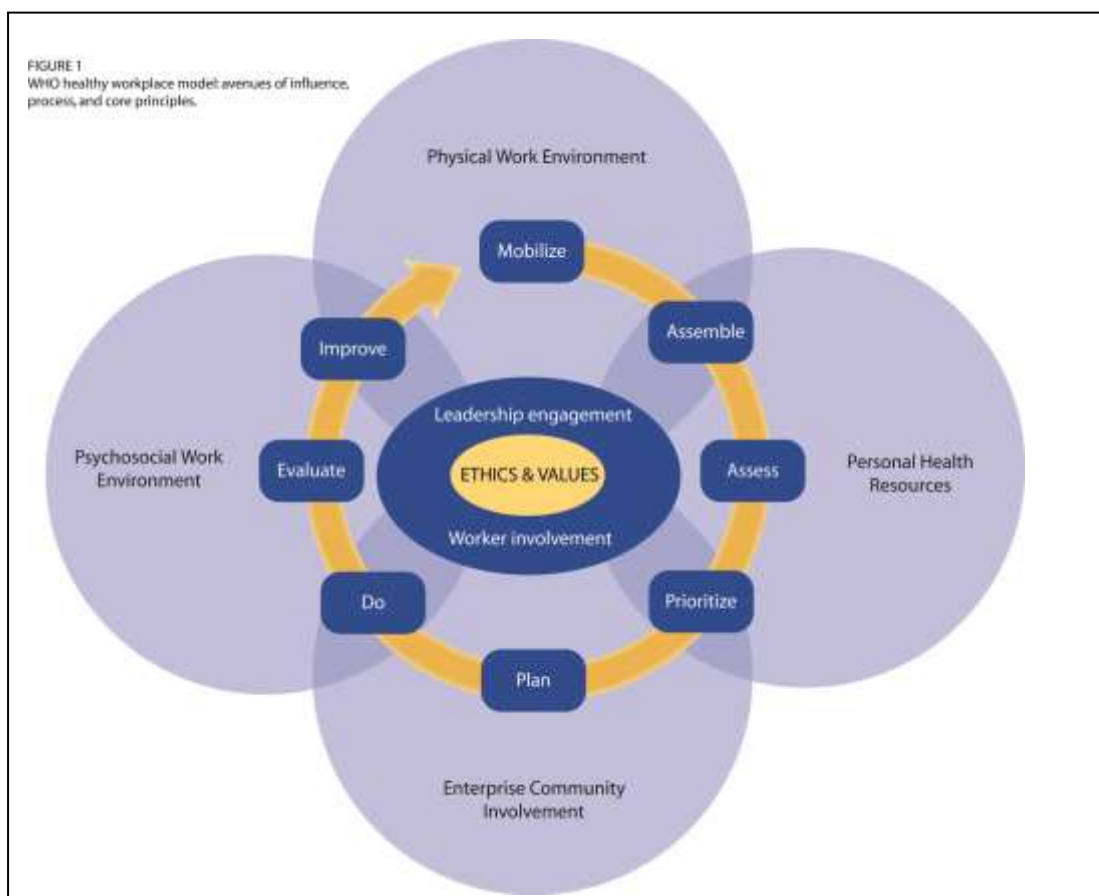 FIGURE 1
WHO healthy workplace model: avenues of influence,
process, and core principles.
Physical Work Environment
Mobilize
Assemble
Improve
Leadership engagement
Psychosocial Work
Environment
Evaluate
ETHICS & VALUES
Assess
Personal Health
Resources
Worker involvement
Do
Prioritize
Plan
Enterprise Community
Involvement